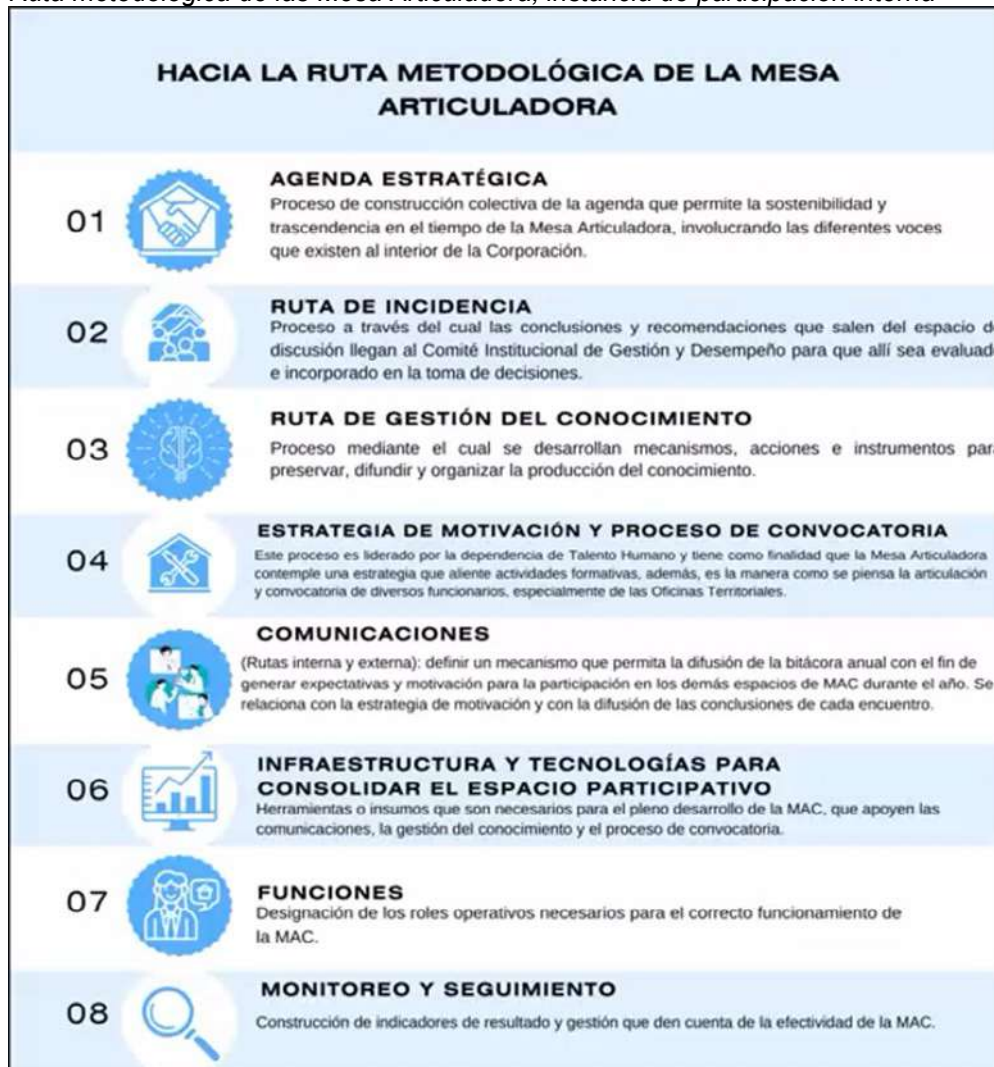 Ruta metodológica de las Mesa Articuladora, instancia de participación interna
HACIA LA RUTA METODOLÓGICA DE LA MESA
ARTICULADORA
01
AGENDA ESTRATÉGICA
Proceso de construcción colectiva de la agenda que permite la sostenibilidad y
trascendencia en el tiempo de la Mesa Articuladora, involucrando las diferentes voces
que existen al interior de la Corporación.
02
RUTA DE INCIDENCIA
Proceso a través del cual las conclusiones y recomendaciones que salen del espacio de
discusión llegan al Comité Institucional de Gestión y Desempeño para que allí sea evaluad
e incorporado en la toma de decisiones.
03
RUTA DE GESTIÓN DEL CONOCIMIENTO
Proceso mediante el cual se desarrollan mecanismos, acciones e instrumentos par
preservar, difundir y organizar la producción del conocimiento.
04
ESTRATEGIA DE MOTIVACIÓN Y PROCESO DE CONVOCATORIA
Este proceso es liderado por la dependencia de Talento Humano y tiene como finalidad que la Mesa Articuladora
contemple una estrategia que aliente actividades formativas, además, es la manera como se piensa la articulación
y convocatoria de diversos funcionarios, especialmente de las Oficinas Territoriales.
05
COMUNICACIONES
(Rutas interna y externa): definir un mecanismo que permita la difusión de la bitácora anual con el fin de
generar expectativas y motivación para la participación en los demás espacios de MAC durante el año. Se
relaciona con la estrategia de motivación y con la difusión de las conclusiones de cada encuentro.
06
INFRAESTRUCTURA Y TECNOLOGÍAS PARA
CONSOLIDAR EL ESPACIO PARTICIPATIVO
Herramientas o insumos que son necesarios para el pleno desarrollo de la MAC, que apoyen las
comunicaciones, la gestión del conocimiento y el proceso de convocatoria.
07
FUNCIONES
Designación de los roles operativos necesarios para el correcto funcionamiento de
la MAC.
08
MONITOREO Y SEGUIMIENTO
Construcción de indicadores de resultado y gestión que den cuenta de la efectividad de la MAC.